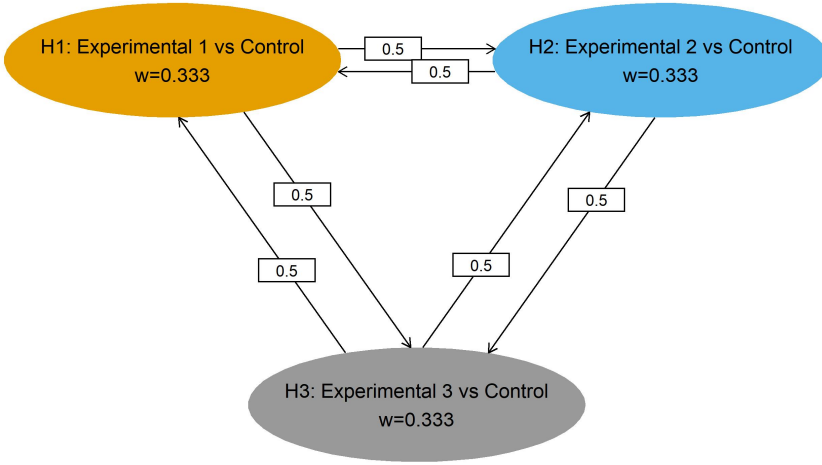 H1: Experimental 1 vs Control
w=0.333
0.5
0.5
H2: Experimental 2 vs Control
w=0.333
0.5
0.5
0.5
0.5
H3: Experimental 3 vs Control
w=0.333